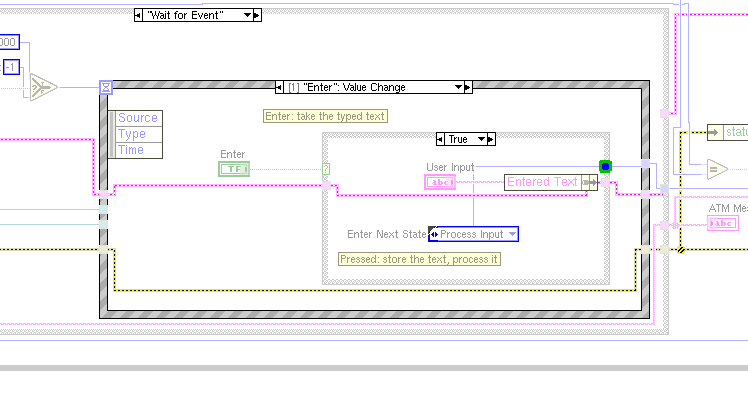 "Wait for Event"
000
-1
[1] "Enter": Value Change
Source
Type
Time
Enter: take the typed text
True
Enter
TF
?
User Input
abc
Entered Text
Enter Next State
Process Input
Pressed: store the text, process it
statu
=
ATM Me
abc